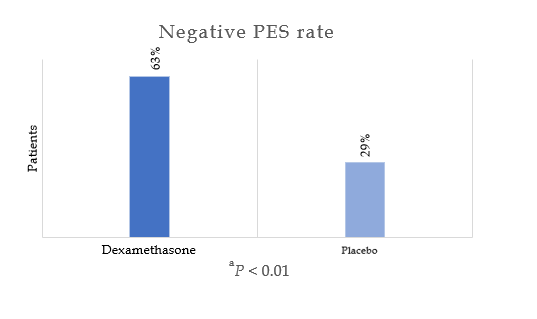 Negative PES rate
63%
29%
Patients
Dexamethasone
Placebo
ᵃP < 0.01